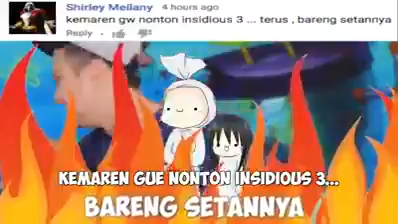 Shirley Meilany 4 hours ago
kemaren gw nonton insidious 3 ... terus , bareng setannya
Reply
KEMAREN GUE NONTON INSIDIOUS 3...
BARENG SETANNYA